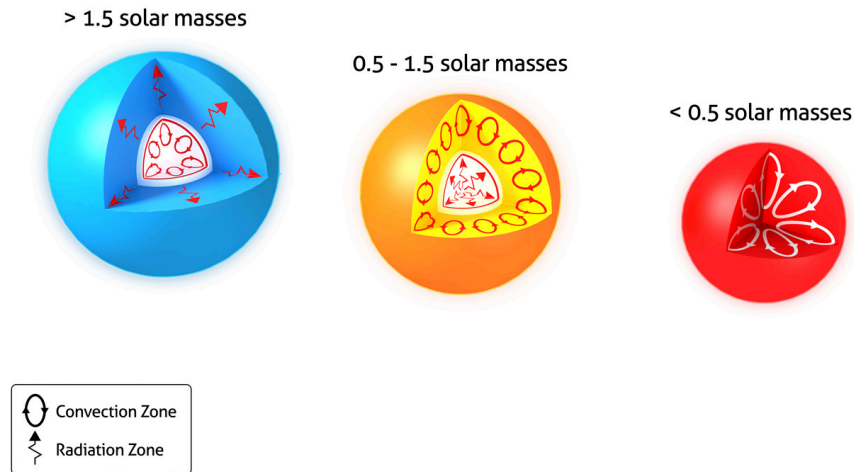 > 1.5 solar masses
0.5 - 1.5 solar masses
< 0.5 solar masses
Convection Zone
Radiation Zone